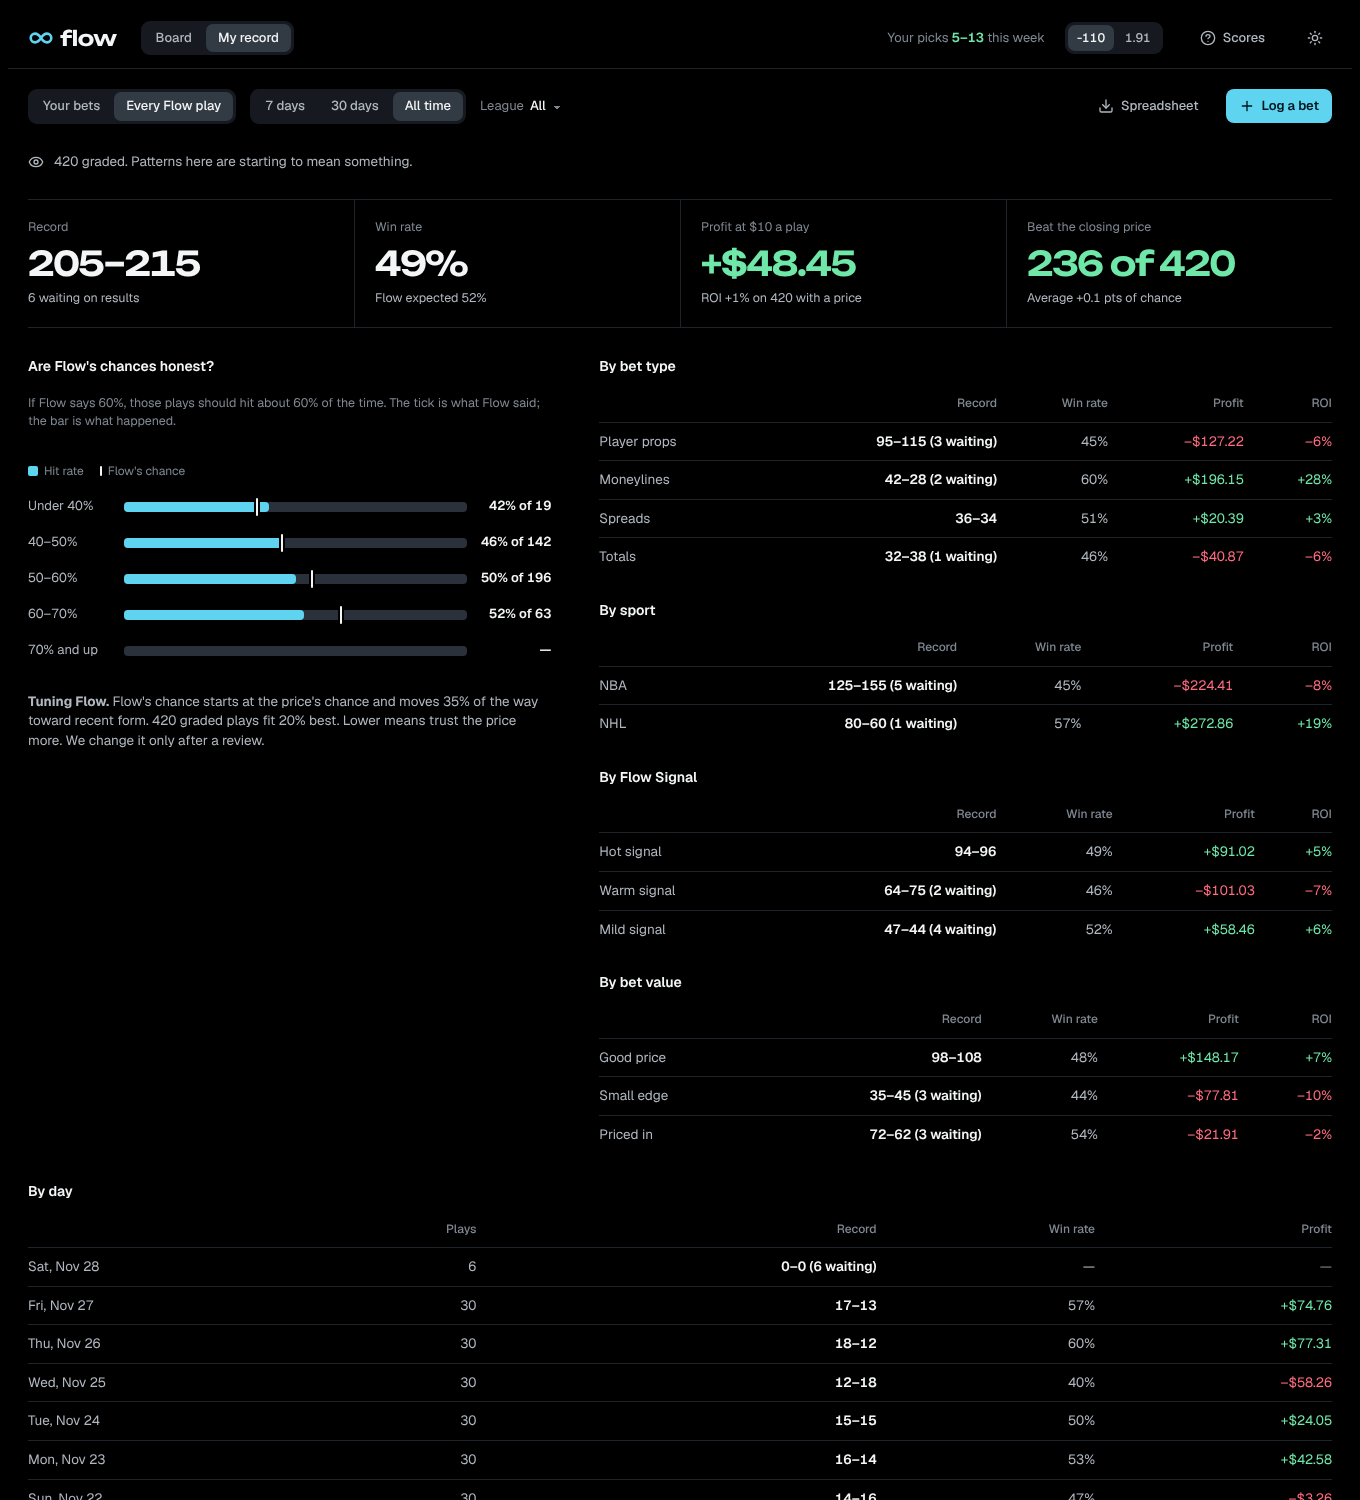 flow
Board
My record
Your picks 5–13 this week
-110
1.91
Scores
Your bets
Every Flow play
7 days
30 days
All time
League All
Spreadsheet
Log a bet
420 graded. Patterns here are starting to mean something.
Record
205–215
6 waiting on results
Win rate
49%
Flow expected 52%
Profit at $10 a play
+$48.45
ROI +1% on 420 with a price
Beat the closing price
236 of 420
Average +0.1 pts of chance
Are Flow's chances honest?
If Flow says 60%, those plays should hit about 60% of the time. The tick is what Flow said;
the bar is what happened.
Hit rate
Flow's chance
Under 40% 42% of 19
40–50% 46% of 142
50–60% 50% of 196
60–70% 52% of 63
70% and up —
Tuning Flow. Flow's chance starts at the price's chance and moves 35% of the way
toward recent form. 420 graded plays fit 20% best. Lower means trust the price
more. We change it only after a review.
By bet type
Record Win rate Profit ROI
Player props 95–115 (3 waiting) 45% −$127.22 −6%
Moneylines 42–28 (2 waiting) 60% +$196.15 +28%
Spreads 36–34 51% +$20.39 +3%
Totals 32–38 (1 waiting) 46% −$40.87 −6%
By sport
Record Win rate Profit ROI
NBA 125–155 (5 waiting) 45% −$224.41 −8%
NHL 80–60 (1 waiting) 57% +$272.86 +19%
By Flow Signal
Record Win rate Profit ROI
Hot signal 94–96 49% +$91.02 +5%
Warm signal 64–75 (2 waiting) 46% −$101.03 −7%
Mild signal 47–44 (4 waiting) 52% +$58.46 +6%
By bet value
Record Win rate Profit ROI
Good price 98–108 48% +$148.17 +7%
Small edge 35–45 (3 waiting) 44% −$77.81 −10%
Priced in 72–62 (3 waiting) 54% −$21.91 −2%
By day
Plays Record Win rate Profit
Sat, Nov 28 6 0–0 (6 waiting) — —
Fri, Nov 27 30 17–13 57% +$74.76
Thu, Nov 26 30 18–12 60% +$77.31
Wed, Nov 25 30 12–18 40% −$58.26
Tue, Nov 24 30 15–15 50% +$24.05
Mon, Nov 23 30 16–14 53% +$42.58
Sun, Nov 22 30 14–16 47% −$3.26